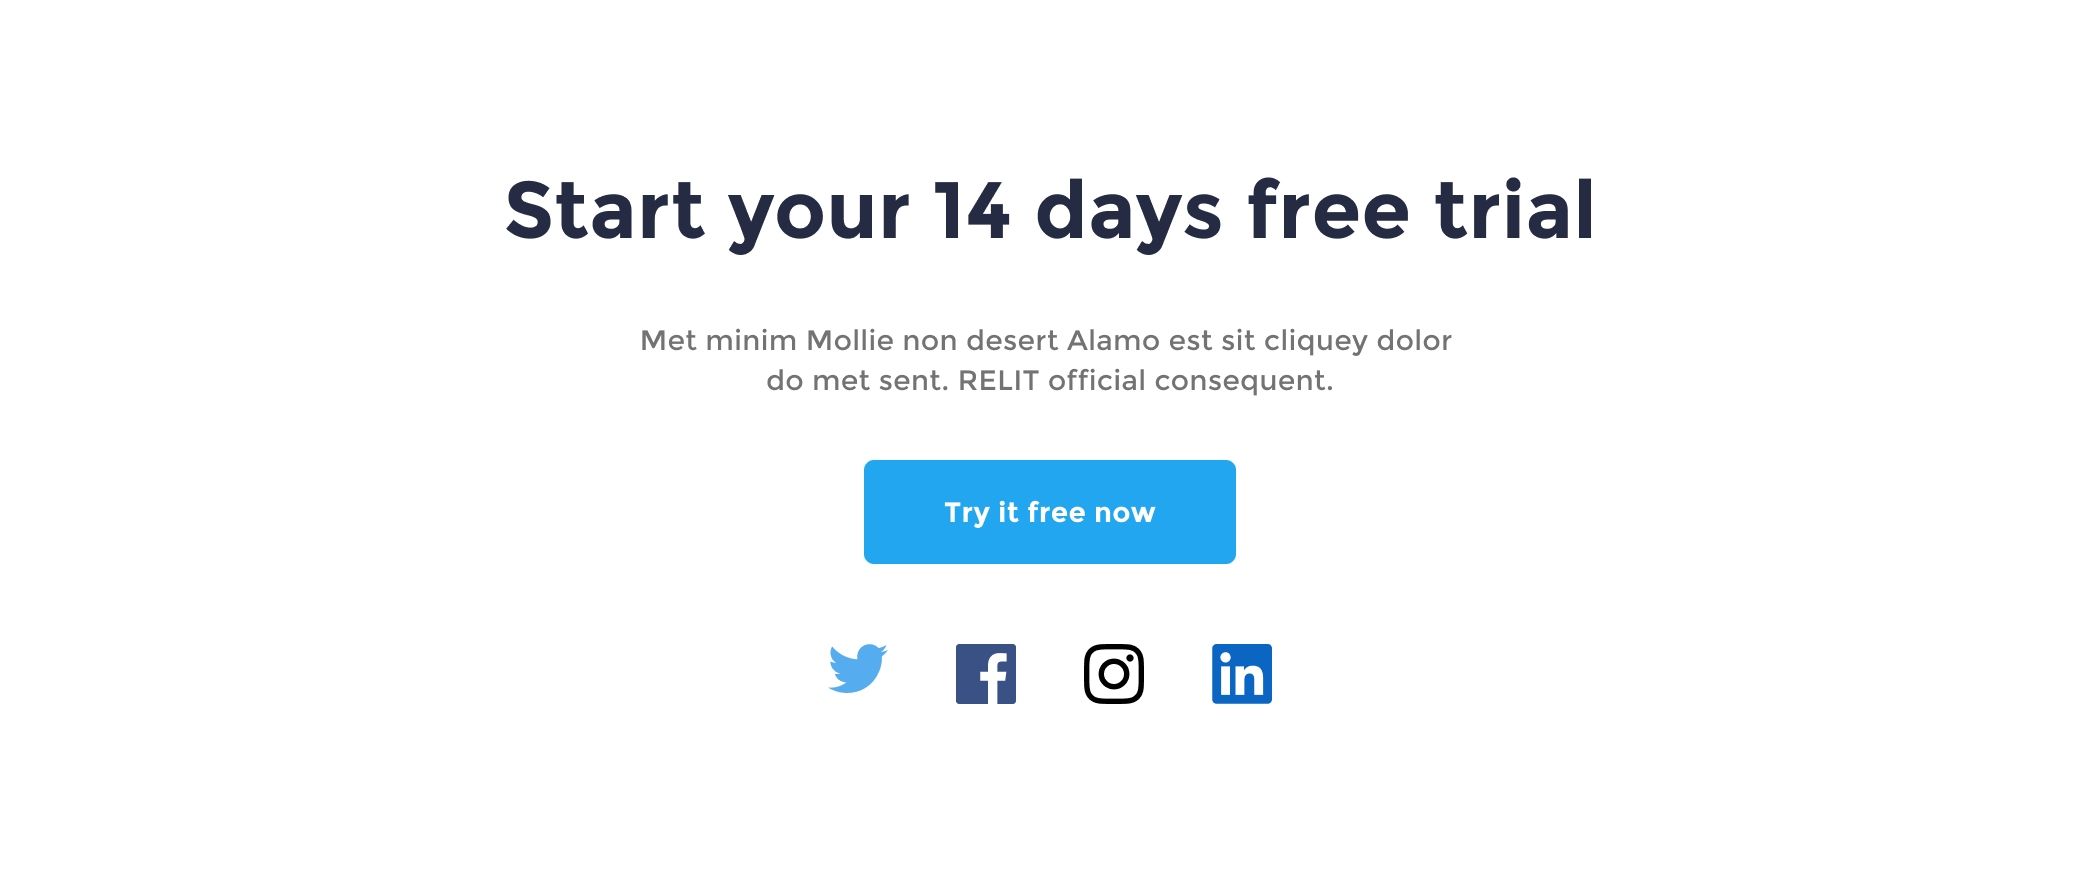 Start your 14 days free trial
Met minim Mollie non desert Alamo est sit cliquey dolor
do met sent. RELIT official consequent.
Try it free now